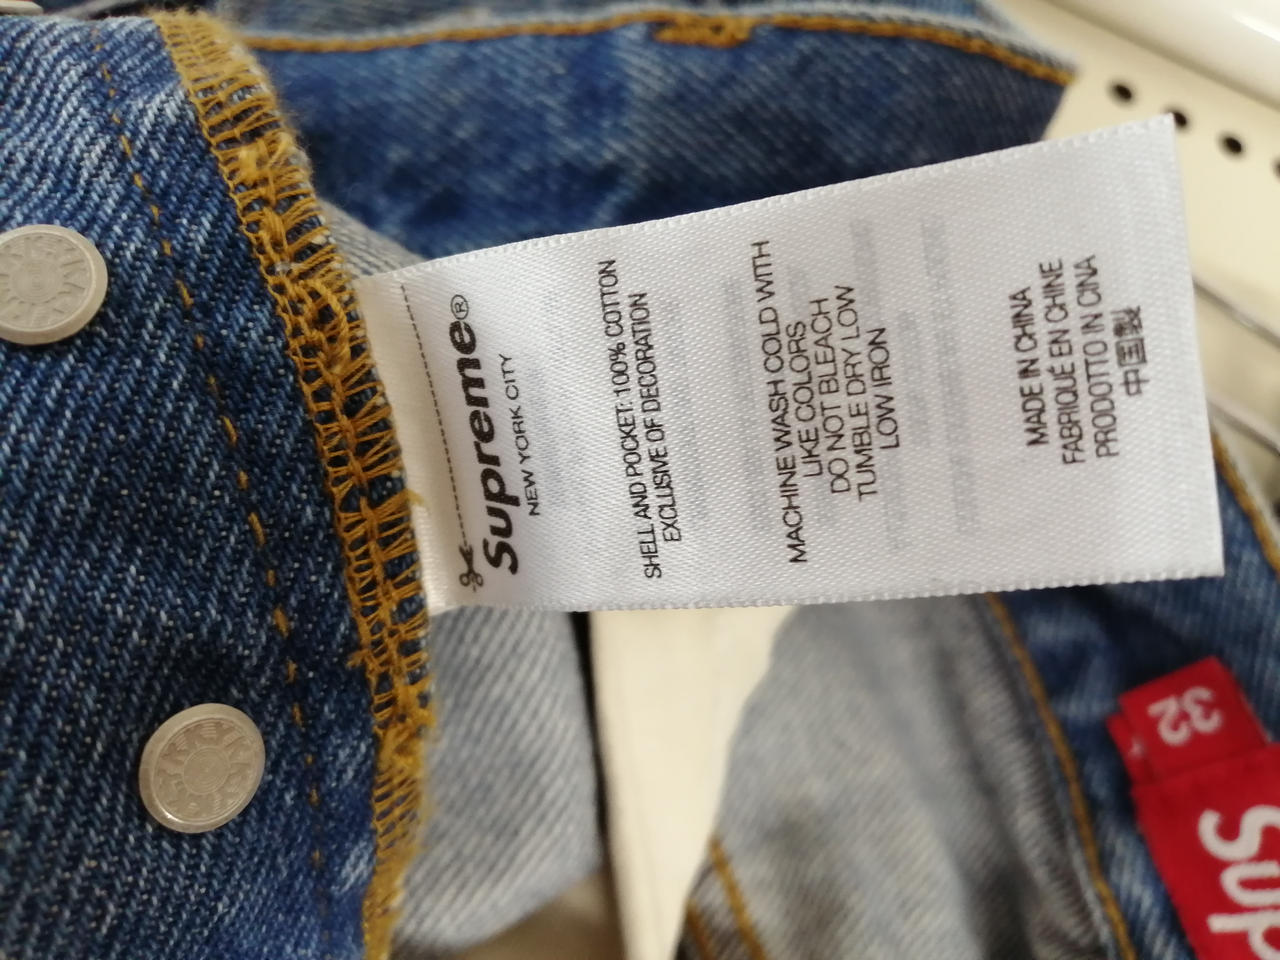 Supreme®
NEW YORK CITY
SHELL AND POCKET: 100% COTTON
EXCLUSIVE OF DECORATION
MACHINE WASH COLD WITH
LIKE COLORS
DO NOT BLEACH
TUMBLE DRY LOW
LOW IRON
MADE IN CHINA
FABRIQUÉ EN CHINE
PRODOTTO IN CINA
中国製
32
Sup